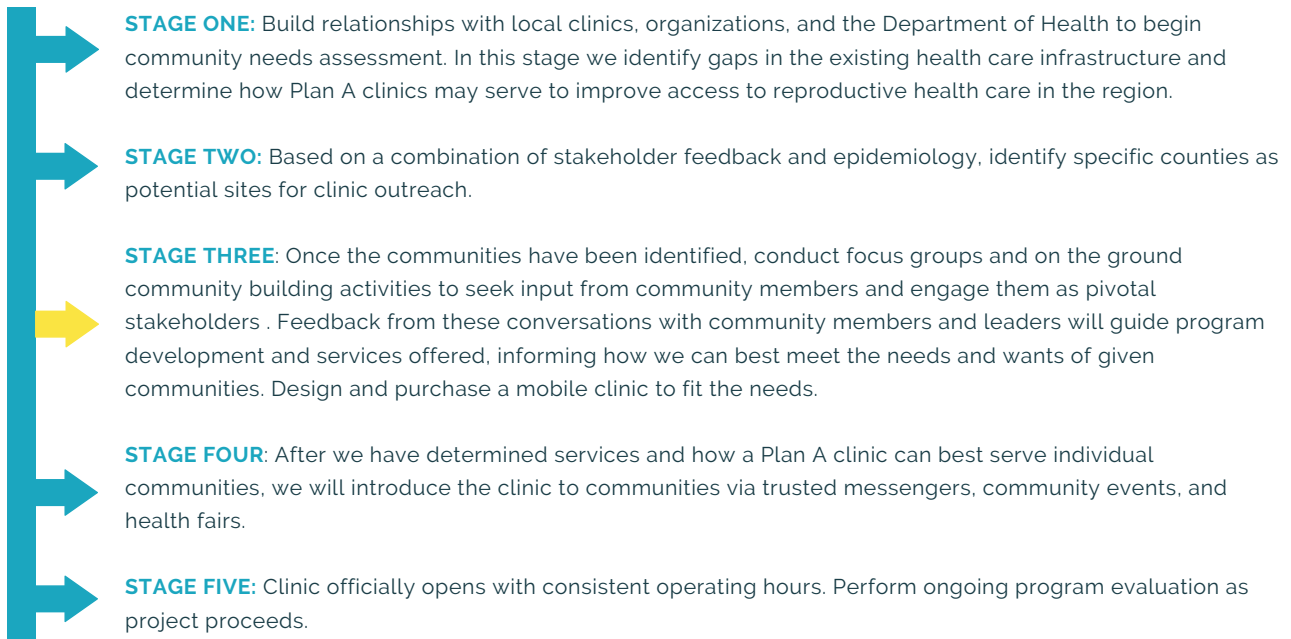 STAGE ONE: Build relationships with local clinics, organizations, and the Department of Health to begin
community needs assessment. In this stage we identify gaps in the existing health care infrastructure and
determine how Plan A clinics may serve to improve access to reproductive health care in the region.
STAGE TWO: Based on a combination of stakeholder feedback and epidemiology, identify specific counties as
potential sites for clinic outreach.
STAGE THREE: Once the communities have been identified, conduct focus groups and on the ground
community building activities to seek input from community members and engage them as pivotal
stakeholders . Feedback from these conversations with community members and leaders will guide program
development and services offered, informing how we can best meet the needs and wants of given
communities. Design and purchase a mobile clinic to fit the needs.
STAGE FOUR: After we have determined services and how a Plan A clinic can best serve individual
communities, we will introduce the clinic to communities via trusted messengers, community events, and
health fairs.
STAGE FIVE: Clinic officially opens with consistent operating hours. Perform ongoing program evaluation as
project proceeds.